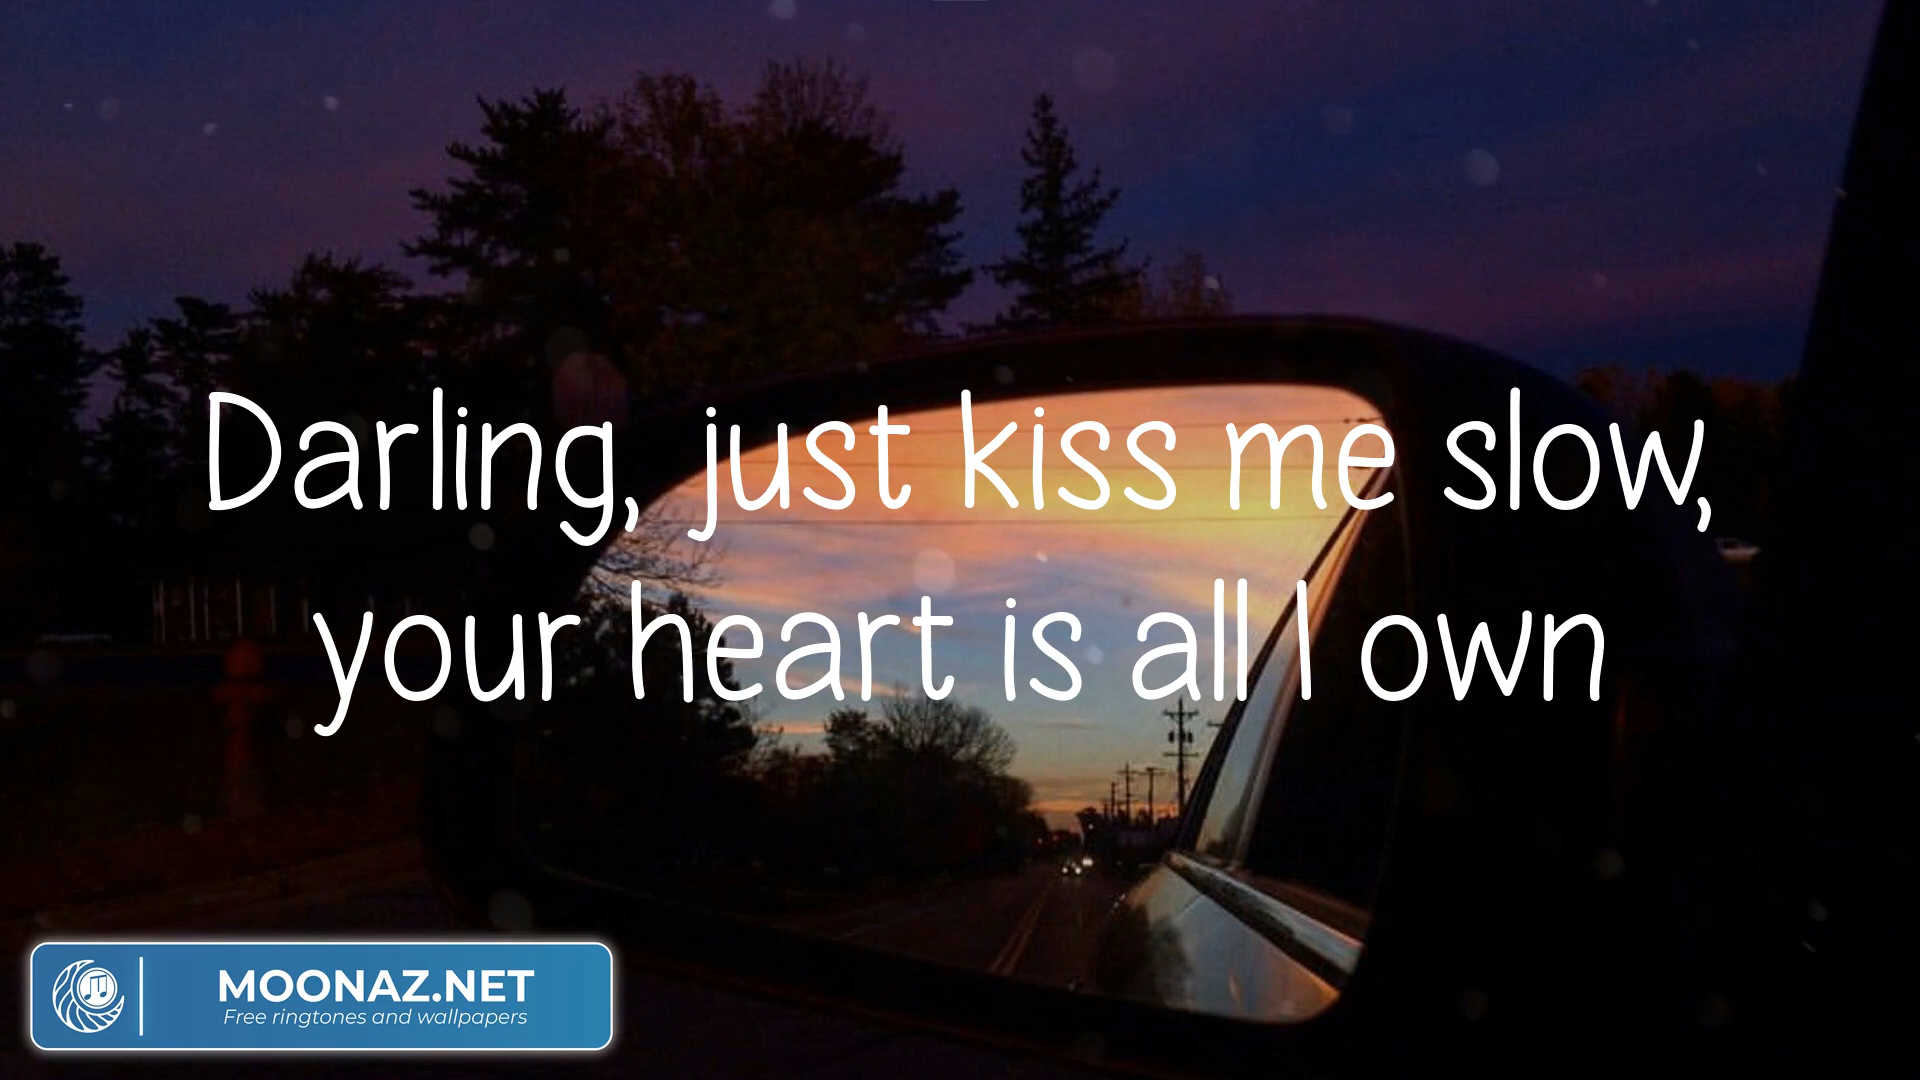 Darling, just kiss me slow,
your heart is all I own
MOONAZ.NET
Free ringtones and wallpapers